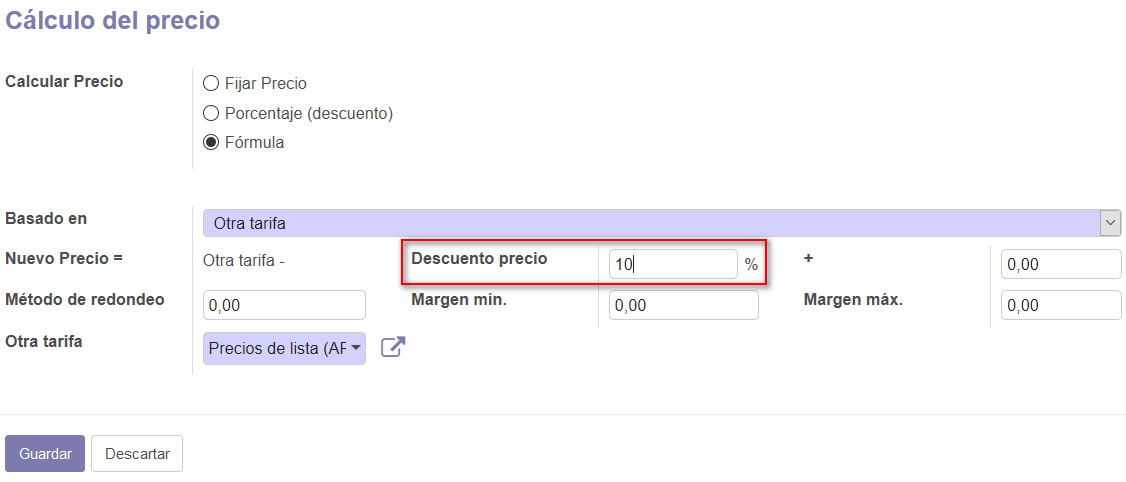 Cálculo del precio
Calcular Precio
Fijar Precio
Porcentaje (descuento)
Fórmula
Basado en Otra tarifa
Nuevo Precio = Otra tarifa - Descuento precio 10 % + 0,00
Método de redondeo 0,00 Margen mín. 0,00 Margen máx. 0,00
Otra tarifa Precios de lista (AF
Guardar Descartar